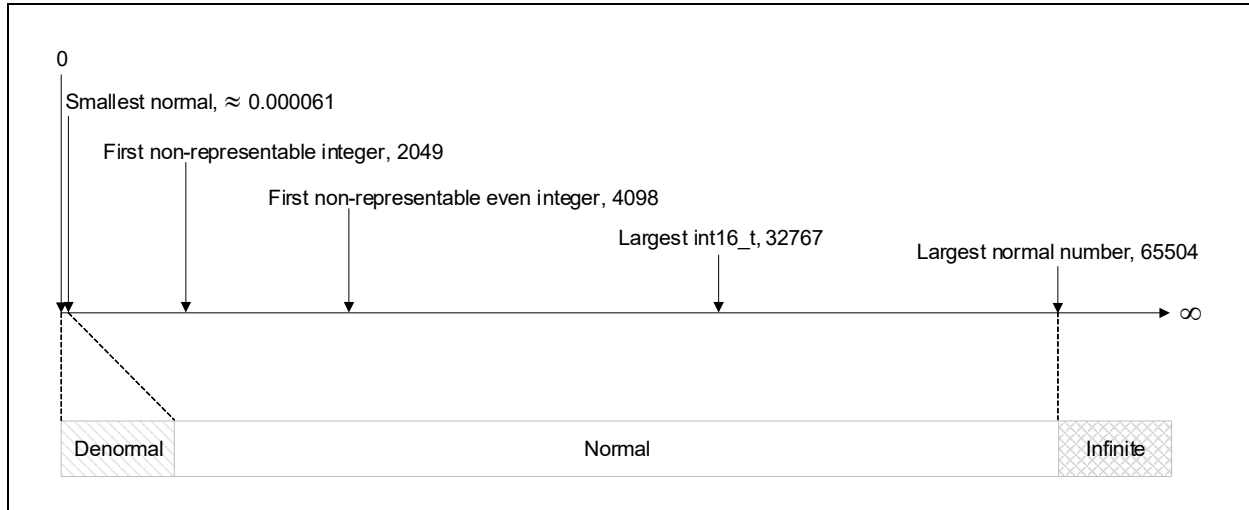 0
Smallest normal, ≈ 0.000061
First non-representable integer, 2049
First non-representable even integer, 4098
Largest int16_t, 32767
Largest normal number, 65504
∞
Denormal
Normal
Infinite